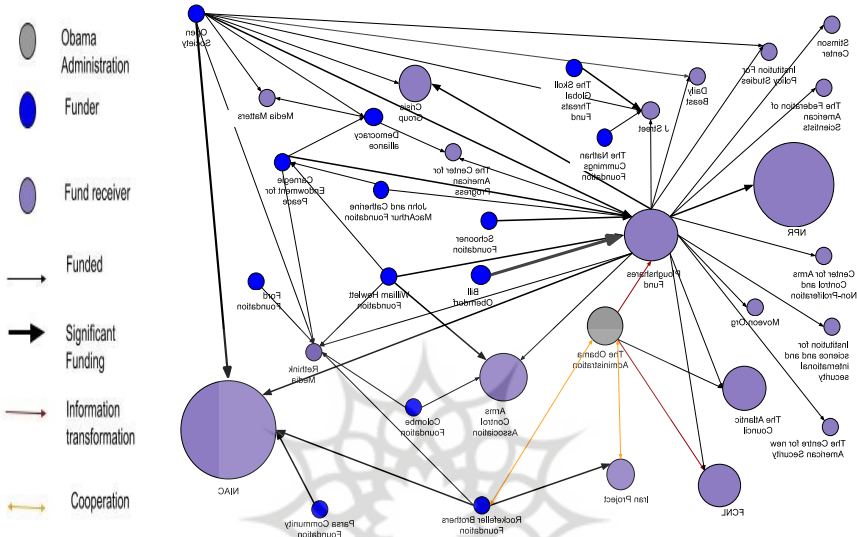 Obama
Administration
Funder
Fund receiver
Funded
Significant
Funding
Information
transformation
Cooperation
Open
Society
Media Matters
Crisis
Group
Democracy
alliance
The Center for
American
Progress
Carnegie
Endowment for
Peace
John and Catherine
MacArthur Foundation
The Skoll
Global
Threats
Fund
The Nathan
Cummings
Foundation
J Street
Daily
Beast
Institution For
Policy Studies
Stimson
Center
The Federation of
American
Scientists
NPR
Schooner
Foundation
Bill
Oberndorf
Ploughshares
Fund
William Hewlett
Foundation
Ford
Foundation
Rethink
Media
Colombe
Foundation
Arms
Control
Association
The Obama
Administration
Center for Arms
and Control
Non-Proliferation
Moveon.Org
Institution for
science and and
international
security
The Atlantic
Council
The Centre for new
American Security
FCNL
Iran Project
Rockefeller Brothers
Foundation
Parsa Community
Foundation
NIAC